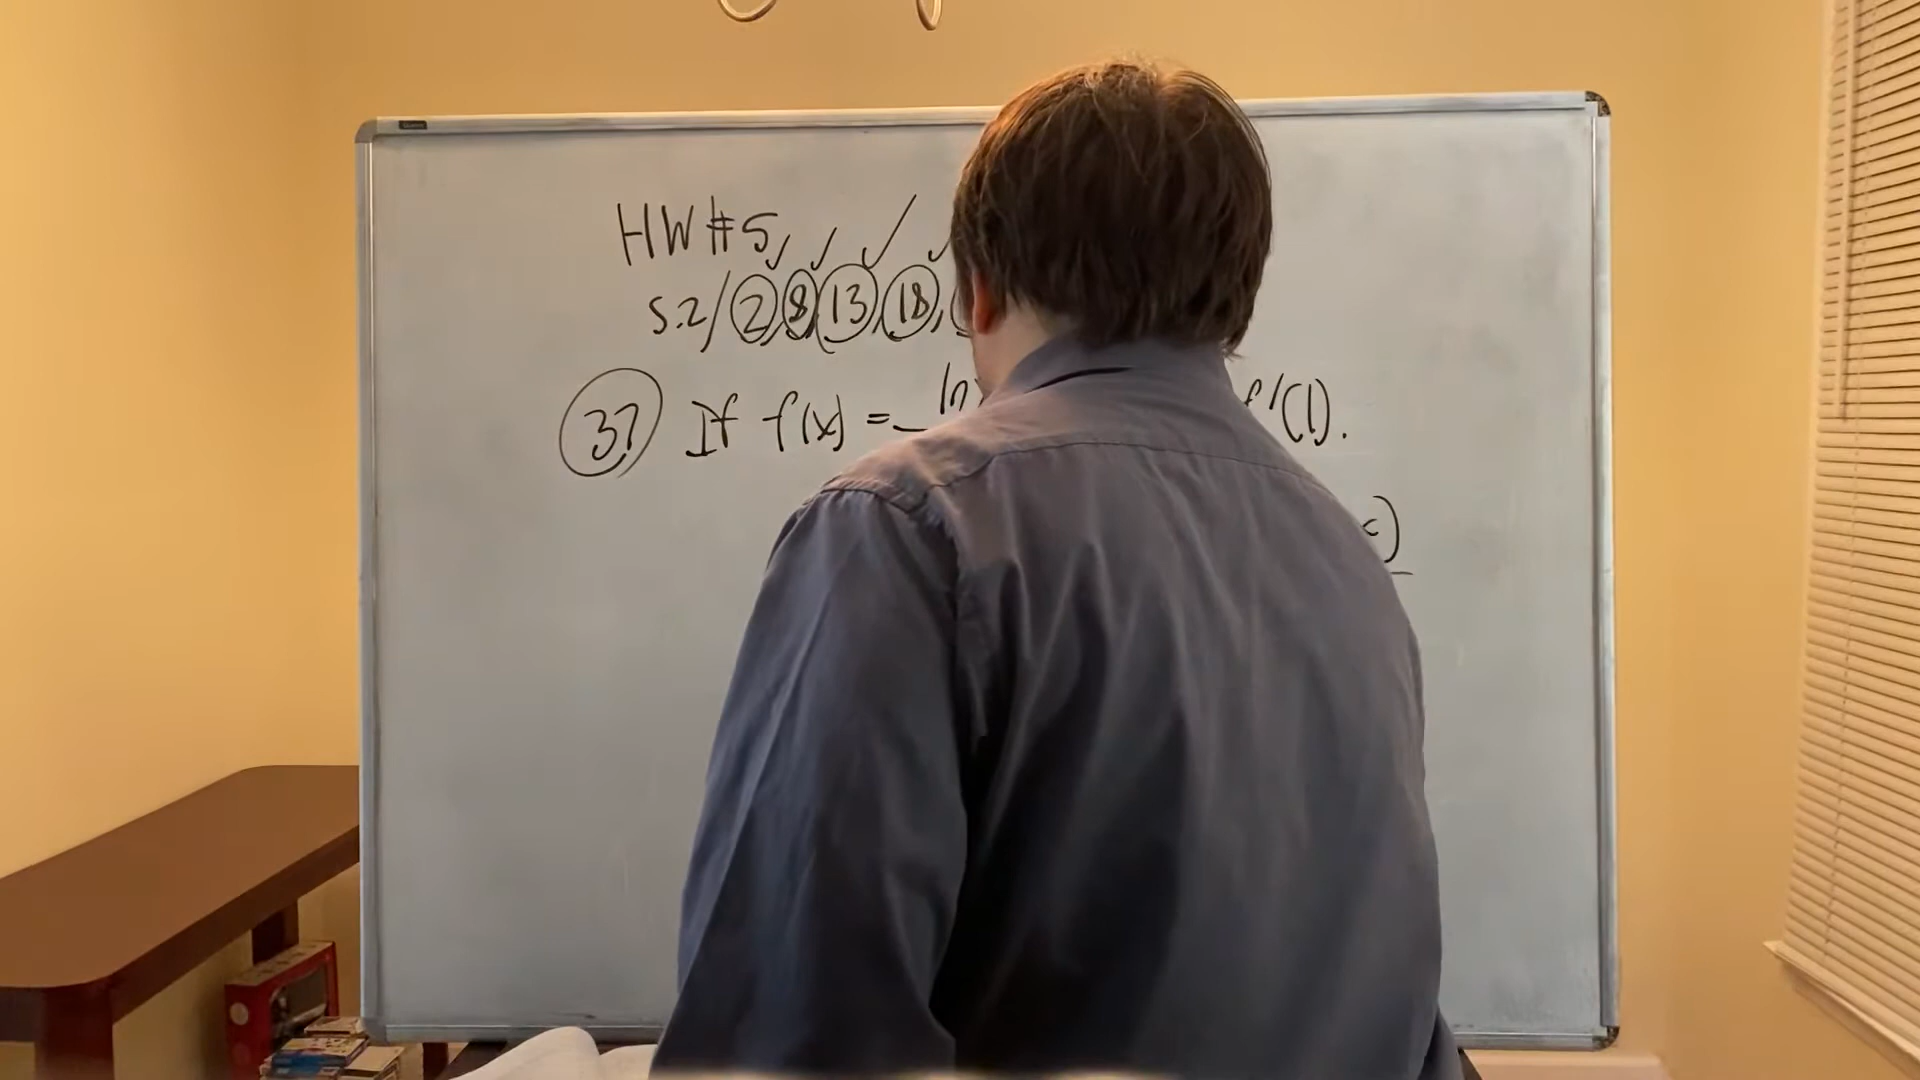 HW #5
5.2/ 2, 8, 13, 18,
37 If f(x) = ln f'(1).
)